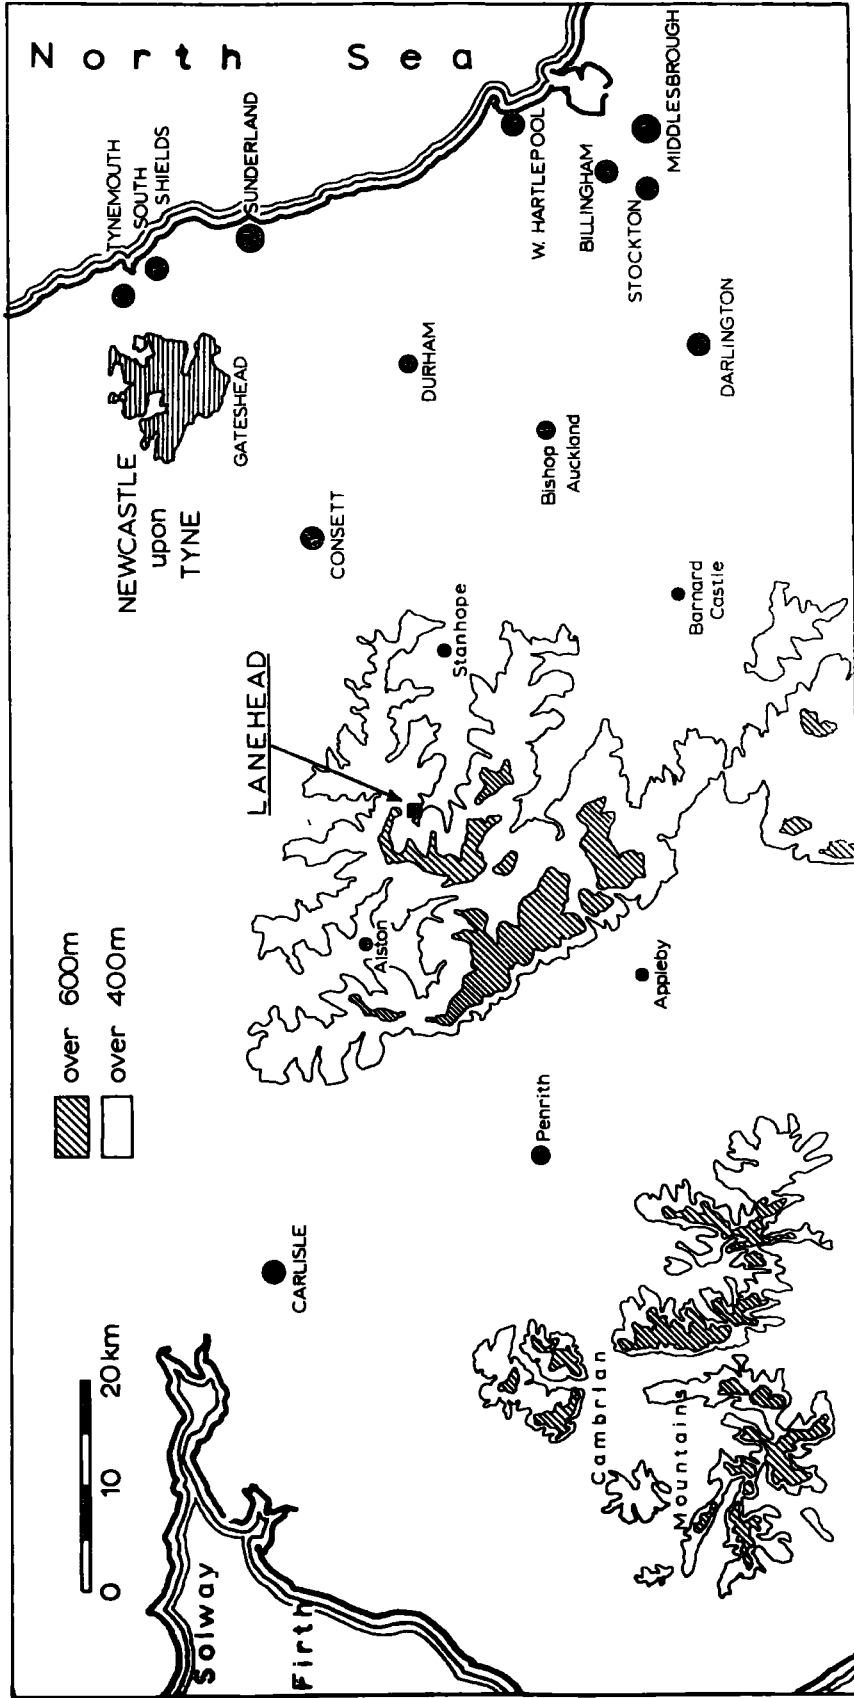 North Sea
TYNEMOUTH
SOUTH
SHIELDS
SUNDERLAND
W. HARTLEPOOL
BILLINGHAM
STOCKTON
MIDDLESBROUGH
NEWCASTLE
upon
TYNE
GATESHEAD
DURHAM
DARLINGTON
Bishop
Auckland
CONSETT
Barnard
Castle
Stanhope
LANEHEAD
Alston
Appleby
over 600m
over 400m
Penrith
CARLISLE
0 10 20km
Solway
Firth
Cambrian
Mountains